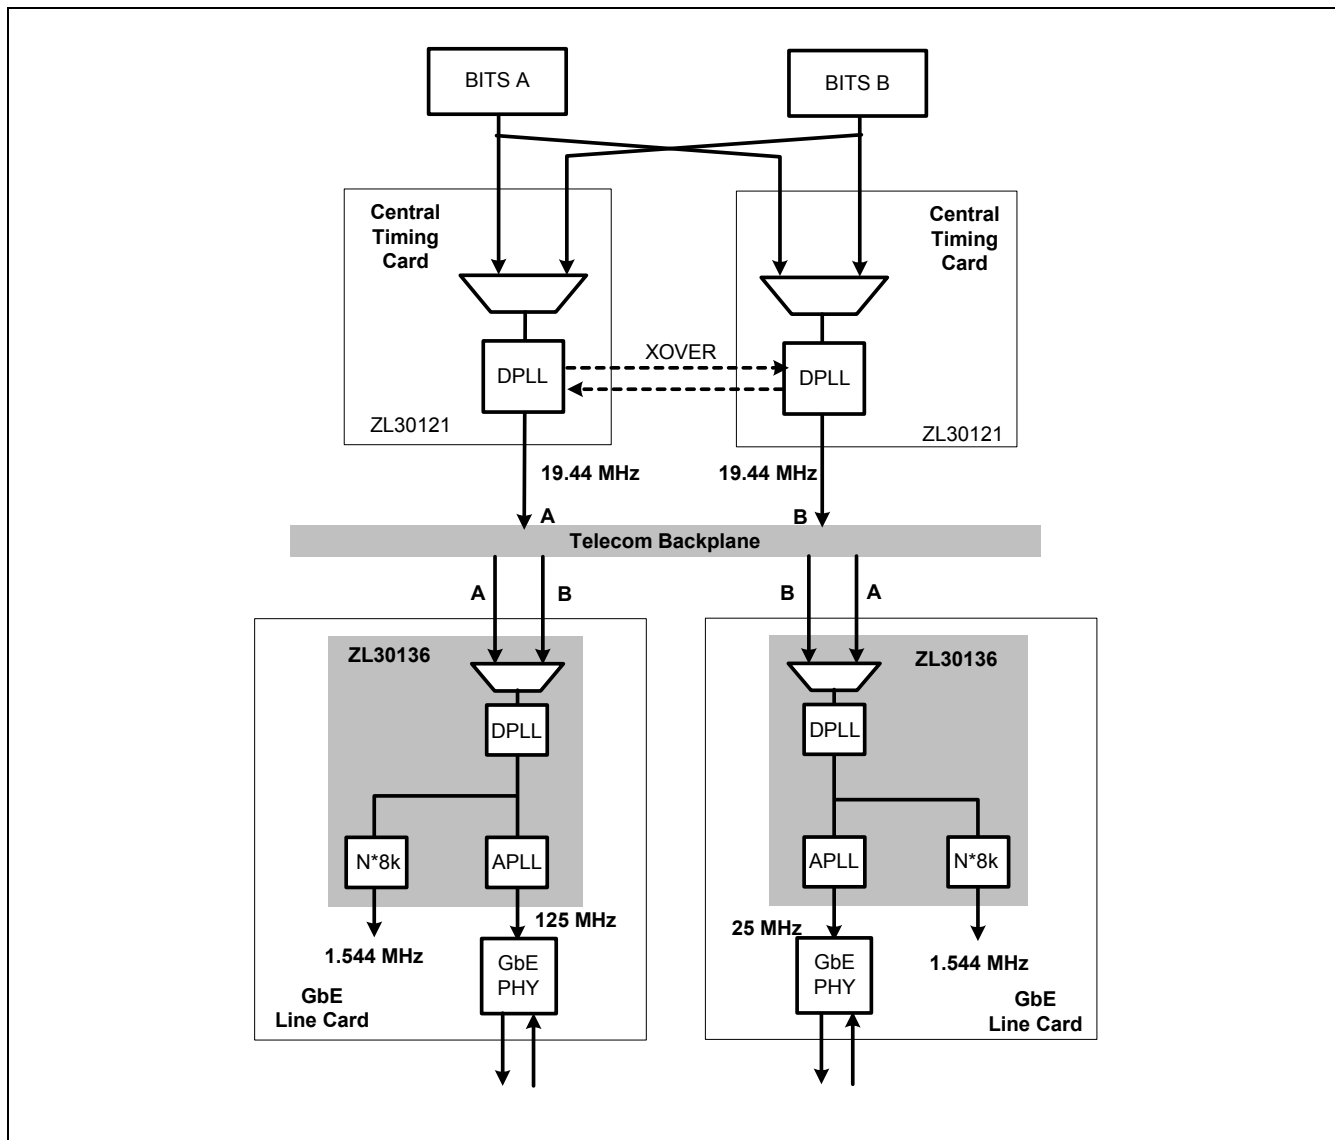 BITS A
BITS B
Central
Timing
Card
Central
Timing
Card
XOVER
DPLL
DPLL
ZL30121
ZL30121
19.44 MHz
19.44 MHz
A
B
Telecom Backplane
A
B
B
A
ZL30136
ZL30136
DPLL
DPLL
N*8k
APLL
APLL
N*8k
125 MHz
25 MHz
1.544 MHz
1.544 MHz
GbE
PHY
GbE
PHY
GbE
Line Card
GbE
Line Card